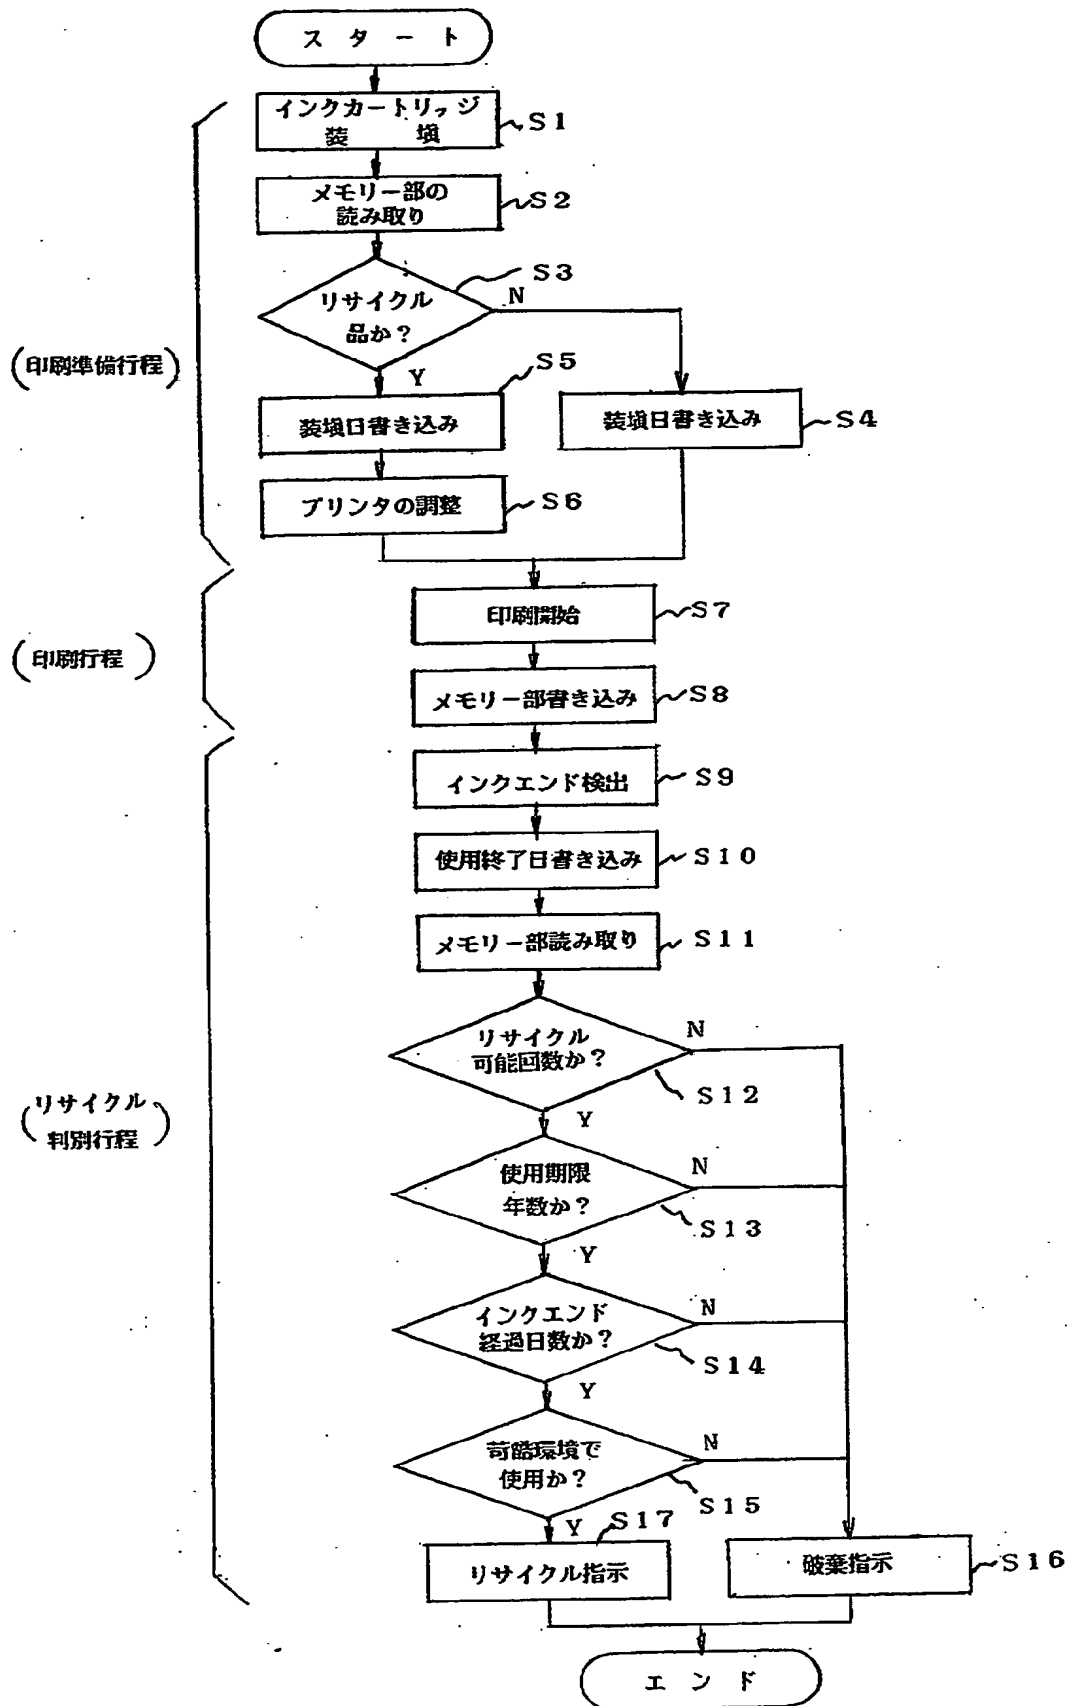 スタート
インクカートリッジ
装填
S1
メモリー部の
読み取り
S2
リサイクル
品か?
S3
N
Y
(印刷準備行程)
装填日書き込み
S5
装填日書き込み
S4
プリンタの調整
S6
印刷開始
S7
(印刷行程)
メモリー部書き込み
S8
インクエンド検出
S9
使用終了日書き込み
S10
メモリー部読み取り
S11
リサイクル
可能回数か?
N
S12
Y
(リサイクル
判別行程)
使用期限
年数か?
N
S13
Y
インクエンド
経過日数か?
N
S14
Y
苛酷環境で
使用か?
N
S15
Y
リサイクル指示
S17
破棄指示
S16
エンド